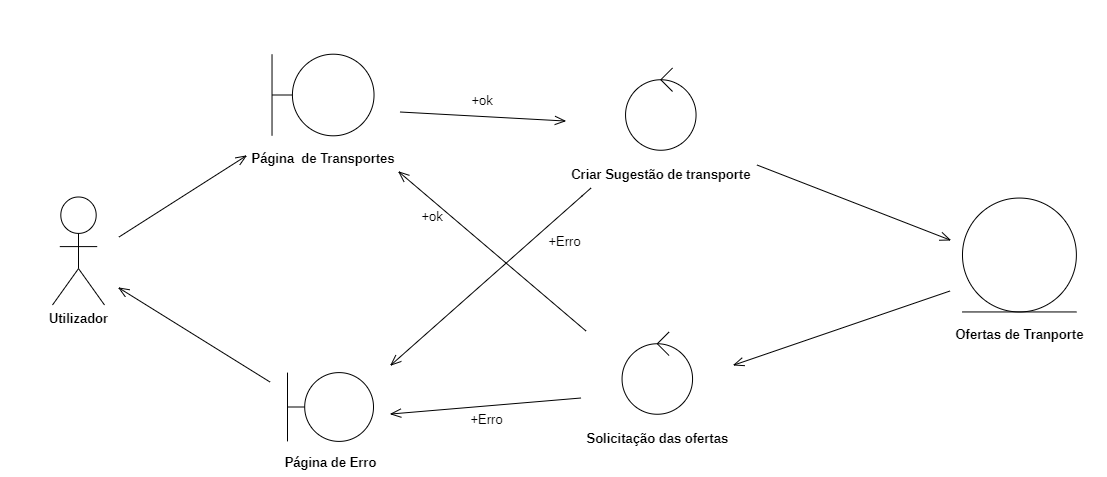 +ok
Página de Transportes
Criar Sugestão de transporte
+ok
+Erro
Utilizador
Ofertas de Tranporte
+Erro
Solicitação das ofertas
Página de Erro